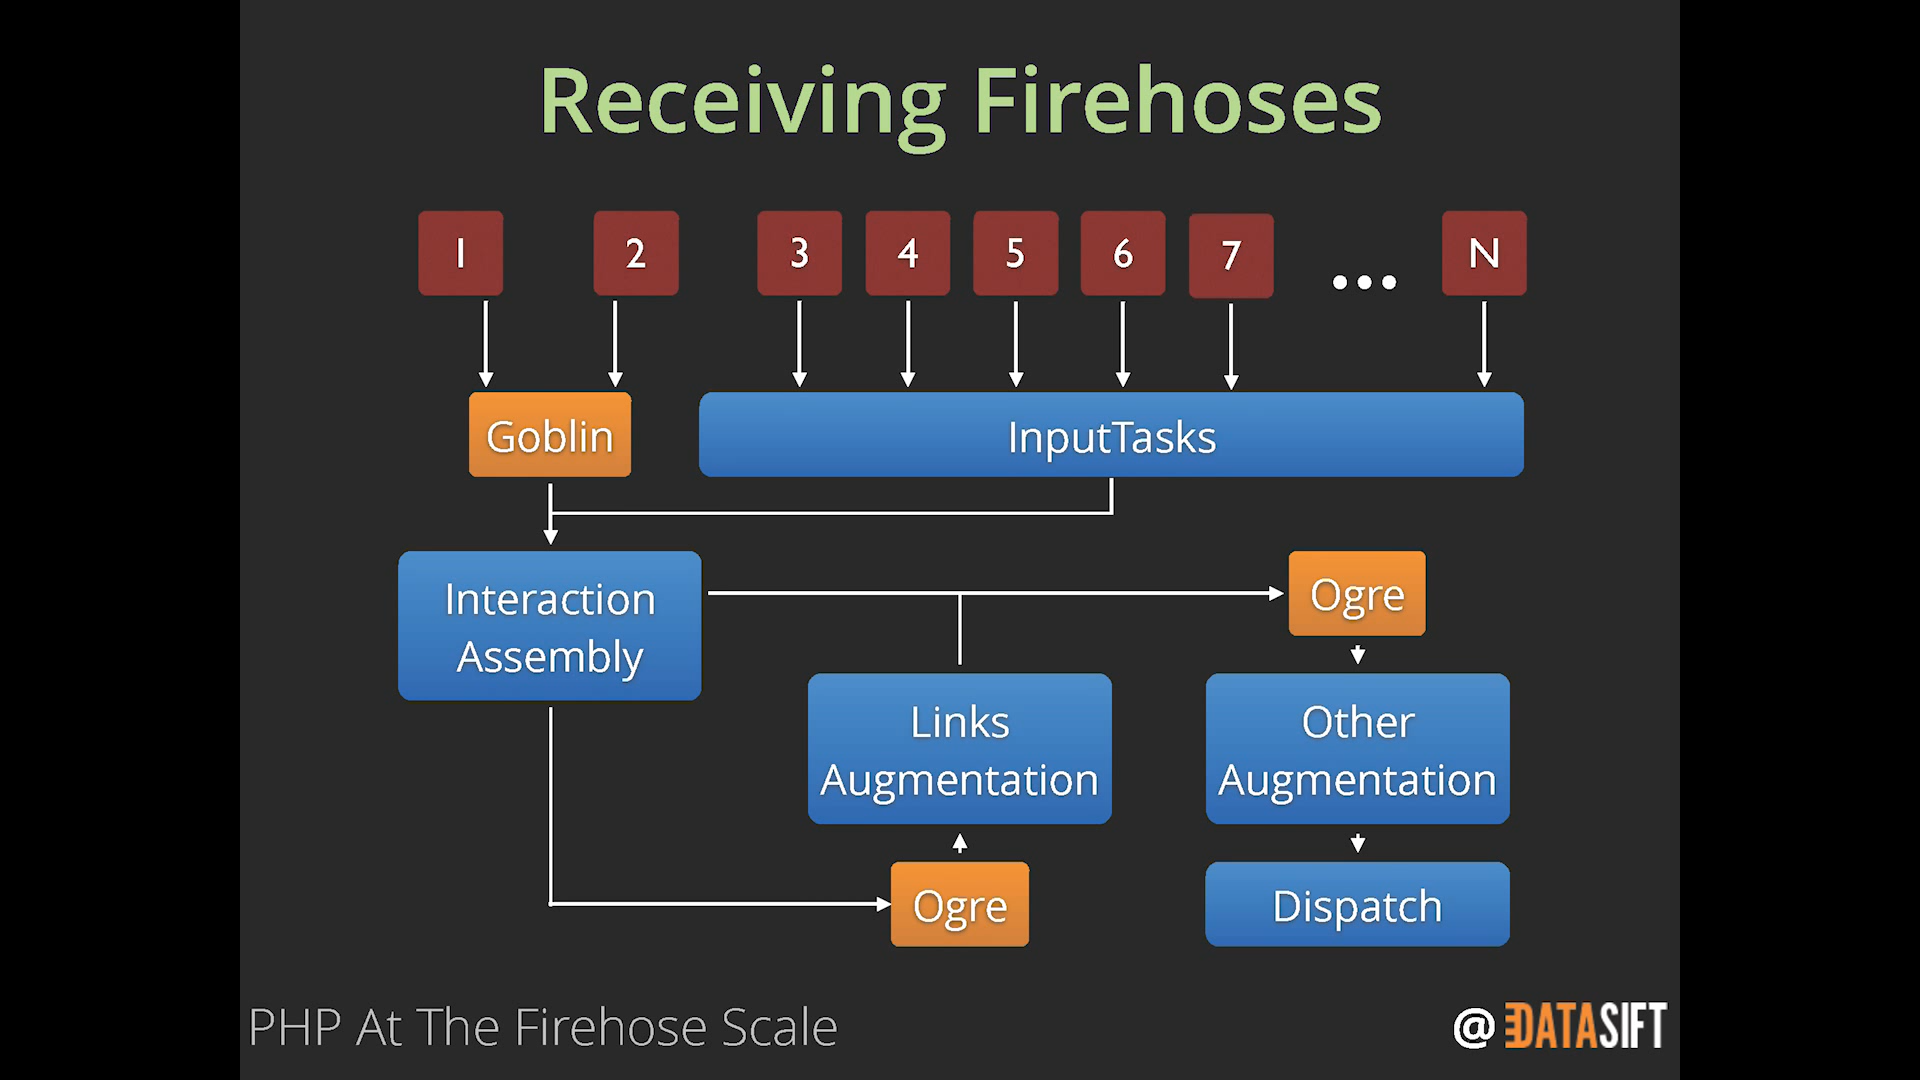 Receiving Firehoses
1
2
3
4
5
6
7
...
N
Goblin
InputTasks
Interaction
Assembly
Ogre
Links
Augmentation
Other
Augmentation
Ogre
Dispatch
PHP At The Firehose Scale
@ DATASIFT